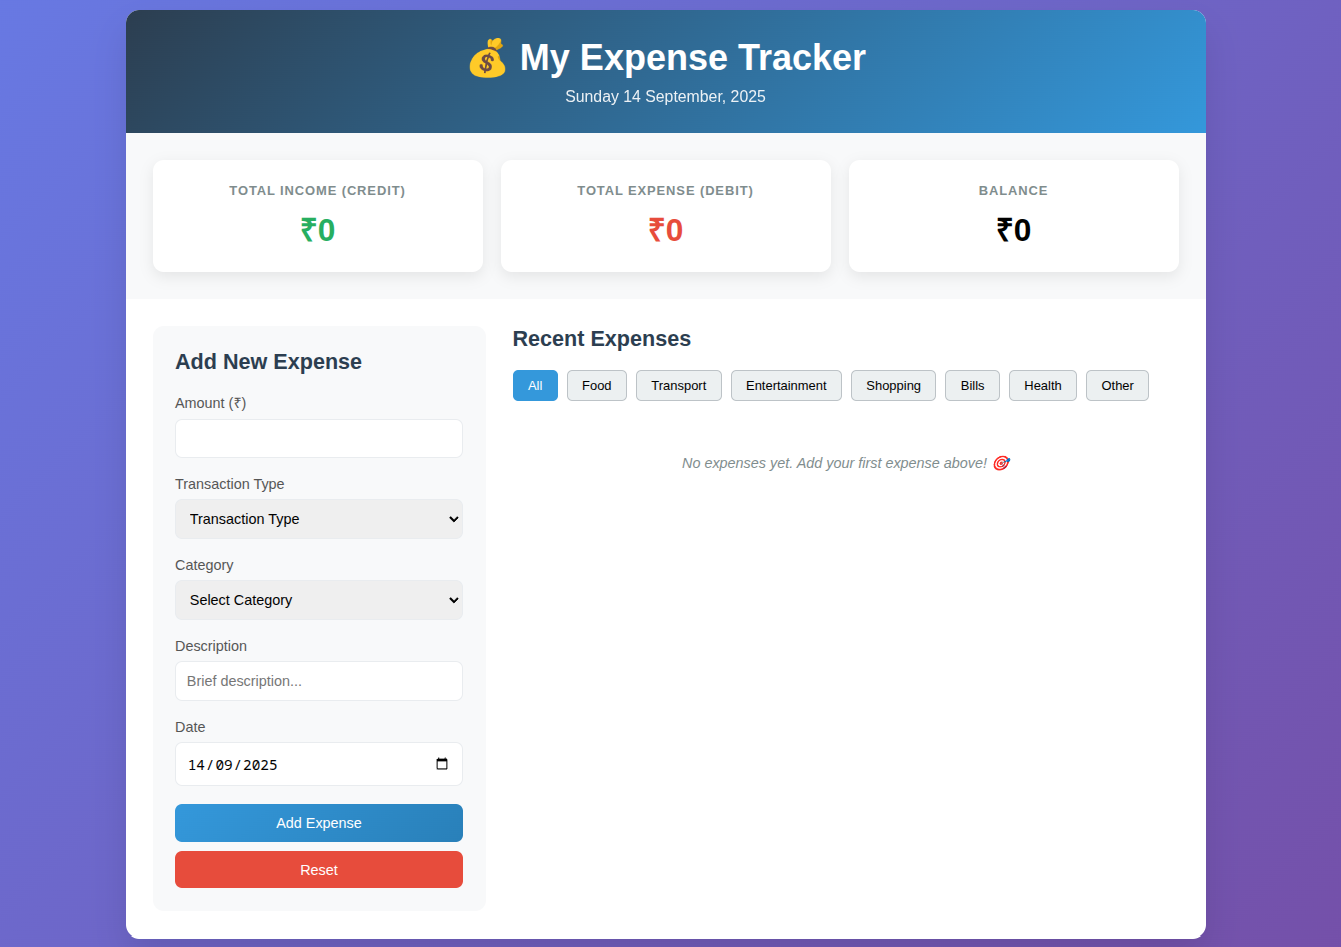 💰 My Expense Tracker
Sunday 14 September, 2025
TOTAL INCOME (CREDIT)
₹0
TOTAL EXPENSE (DEBIT)
₹0
BALANCE
₹0
Add New Expense
Amount (₹)
Transaction Type
Transaction Type
Category
Select Category
Description
Brief description...
Date
14/09/2025
Add Expense
Reset
Recent Expenses
All Food Transport Entertainment Shopping Bills Health Other
No expenses yet. Add your first expense above! 🎯